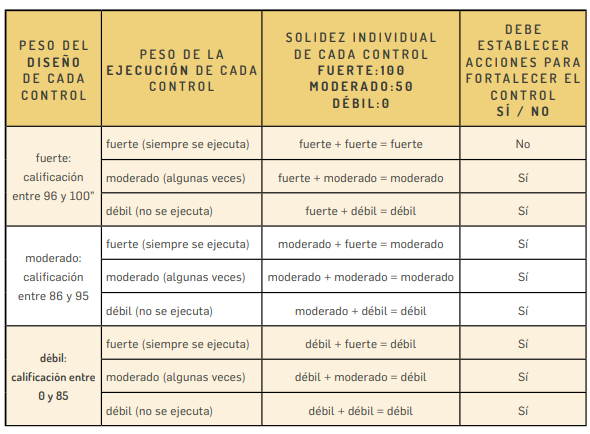 PESO DEL
DISEÑO
DE CADA
CONTROL
PESO DE LA
EJECUCIÓN DE CADA
CONTROL
SOLIDEZ INDIVIDUAL
DE CADA CONTROL
FUERTE:100
MODERADO:50
DÉBIL:0
DEBE
ESTABLECER
ACCIONES PARA
FORTALECER EL
CONTROL
SÍ / NO
fuerte:
calificación
entre 96 y 100"
fuerte (siempre se ejecuta)
fuerte + fuerte = fuerte
No
moderado (algunas veces)
fuerte + moderado = moderado
Sí
débil (no se ejecuta)
fuerte + débil = débil
Sí
moderado:
calificación
entre 86 y 95
fuerte (siempre se ejecuta)
moderado + fuerte = moderado
Sí
moderado (algunas veces)
moderado + moderado = moderado
Sí
débil (no se ejecuta)
moderado + débil = débil
Sí
débil:
calificación entre
0 y 85
fuerte (siempre se ejecuta)
débil + fuerte = débil
Sí
moderado (algunas veces)
débil + moderado = débil
Sí
débil (no se ejecuta)
débil + débil = débil
Sí